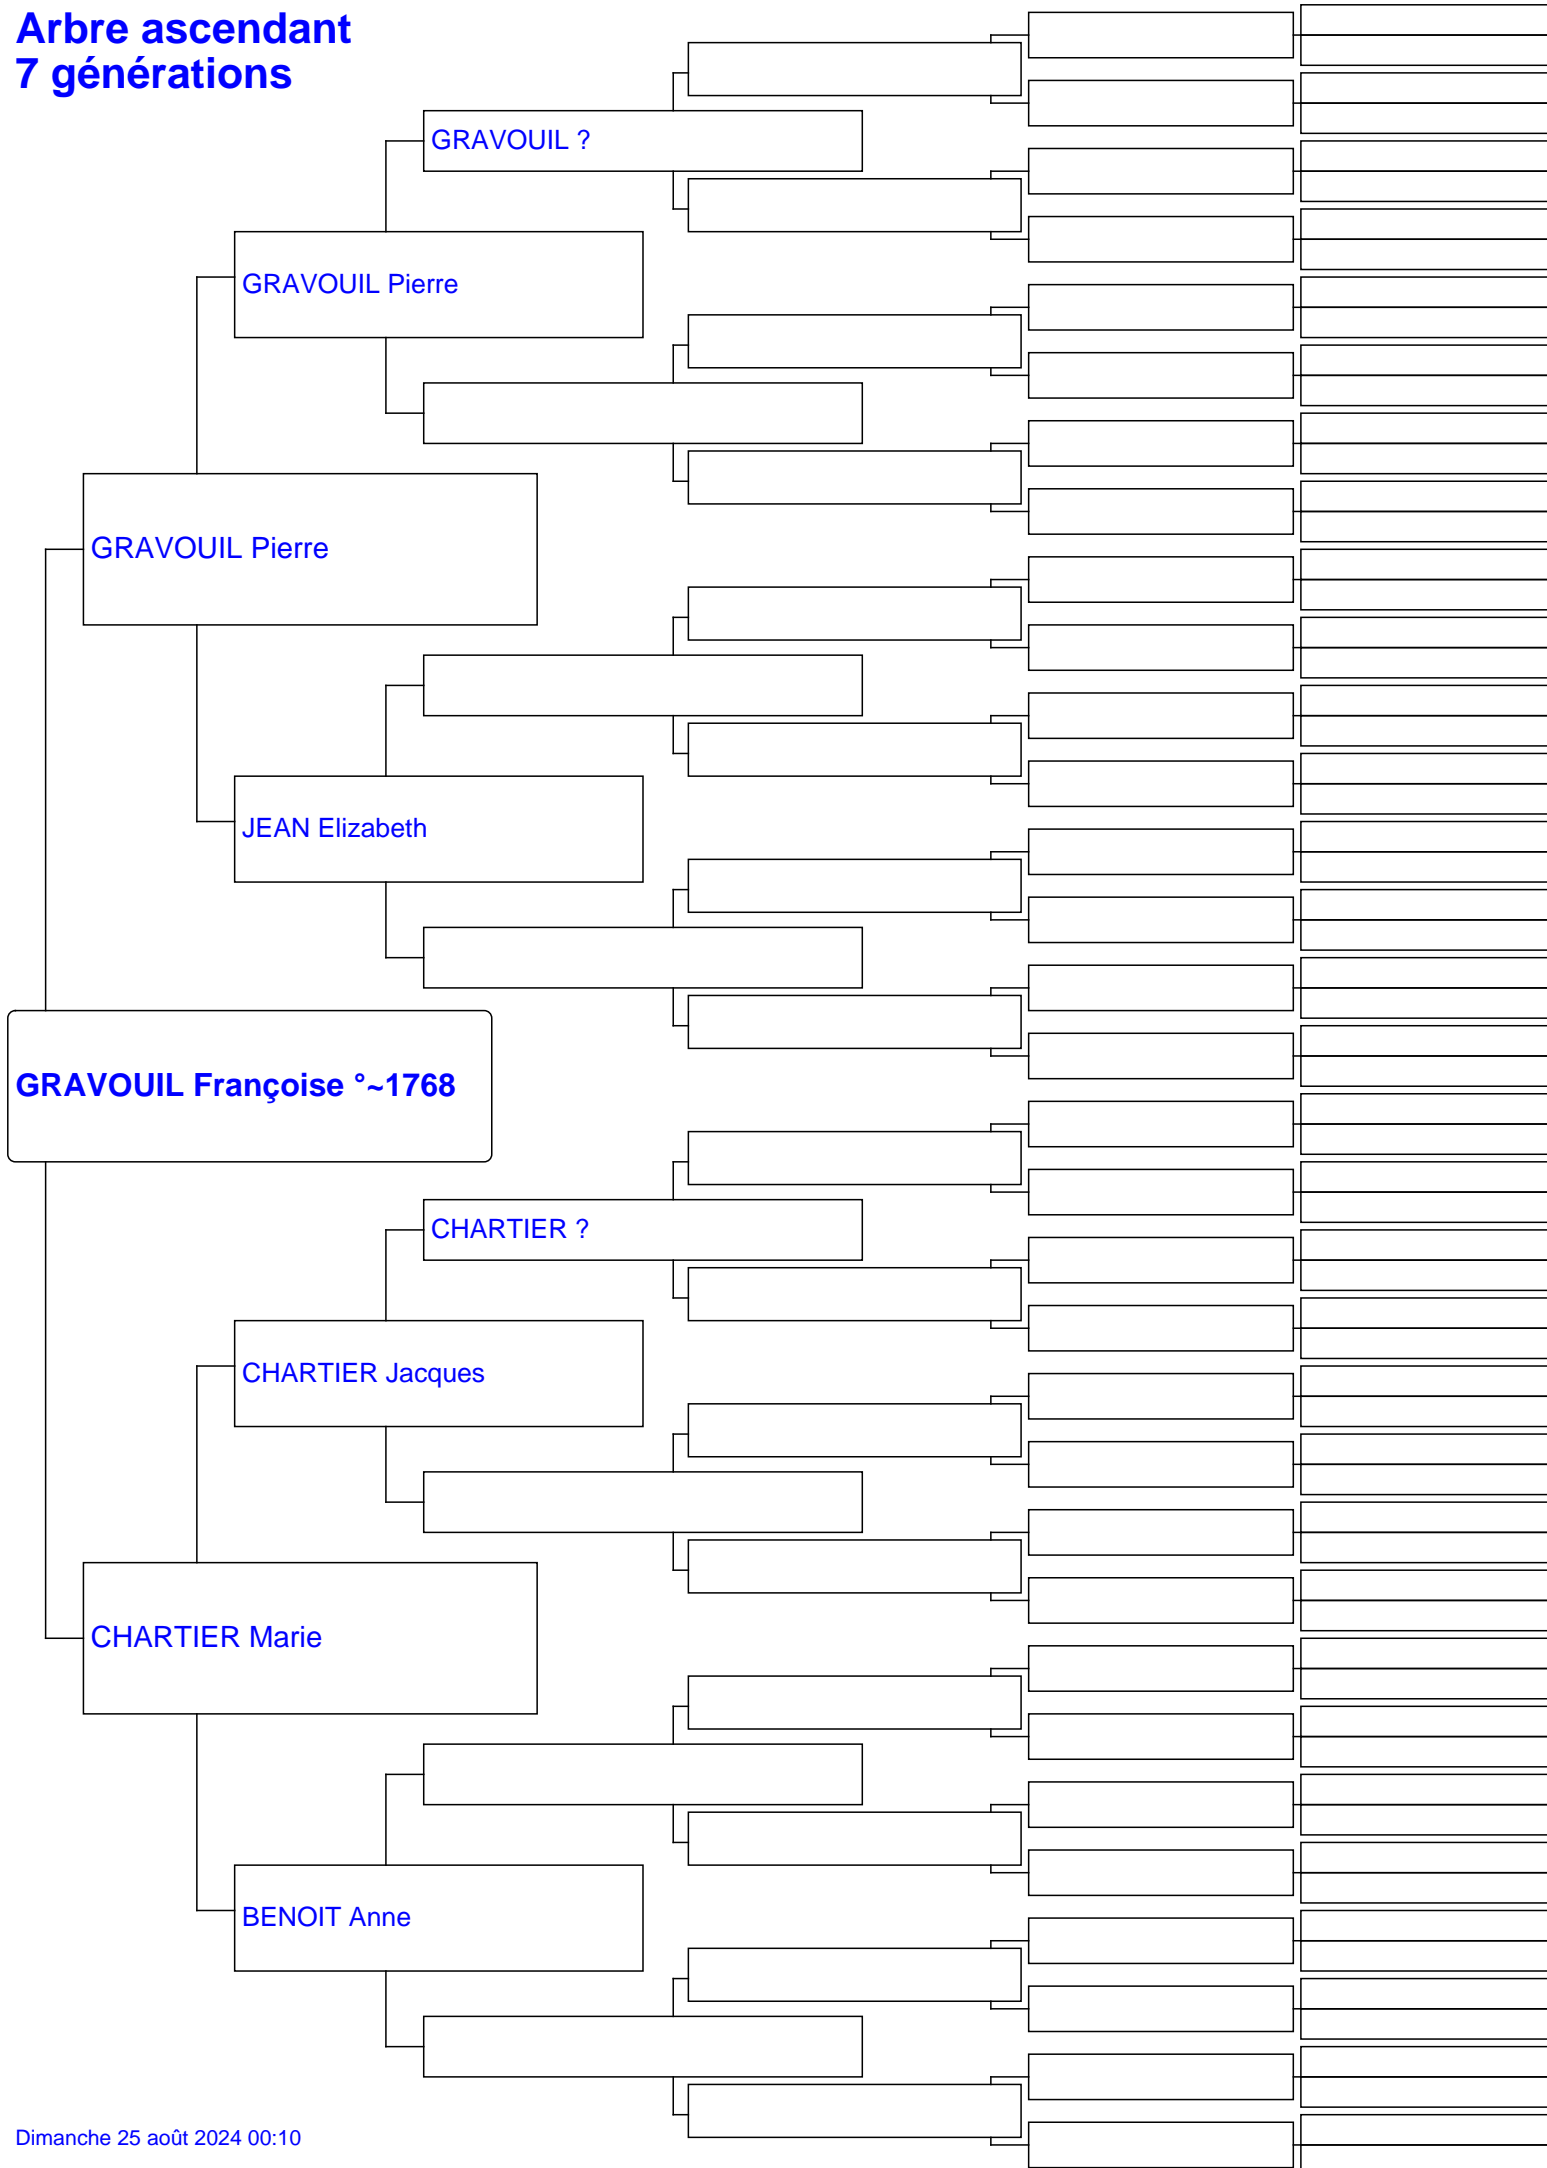 Arbre ascendant
7 générations
GRAVOUIL ?
GRAVOUIL Pierre
GRAVOUIL Pierre
JEAN Elizabeth
GRAVOUIL Françoise °~1768
CHARTIER ?
CHARTIER Jacques
CHARTIER Marie
BENOIT Anne
Dimanche 25 août 2024 00:10